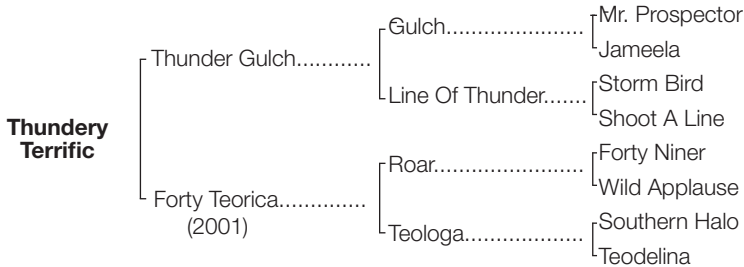 Mr. Prospector
Gulch......................
Jameela
Thunder Gulch............
Storm Bird
Line Of Thunder.......
Shoot A Line
Thundery
Terrific
Forty Niner
Roar.........................
Wild Applause
Forty Teorica..............
(2001)
Southern Halo
Teologa...................
Teodelina